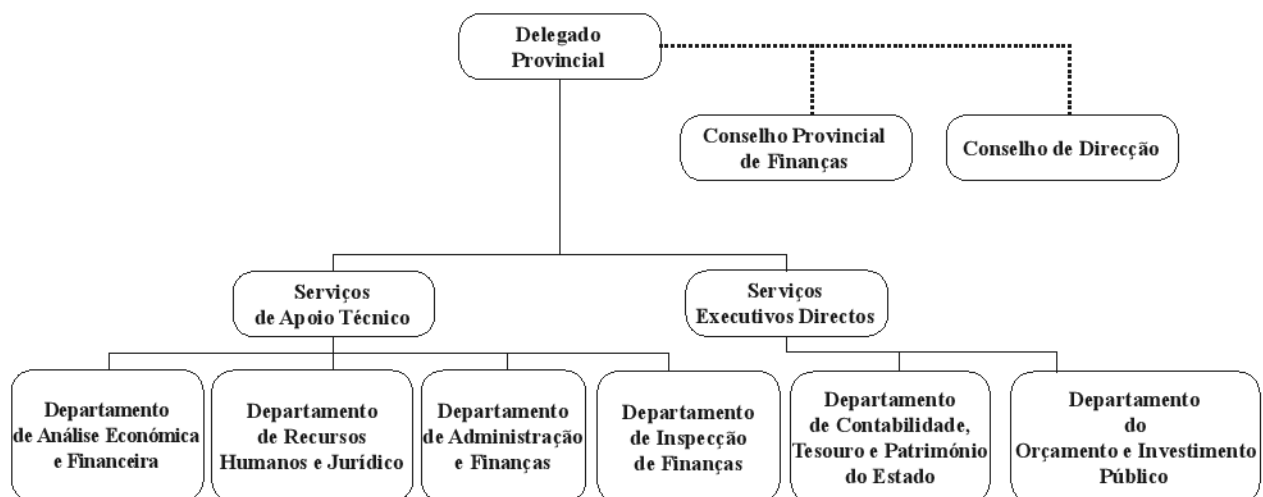 Delegado
Provincial
Conselho Provincial
de Finanças
Conselho de Direcção
Serviços
de Apoio Técnico
Serviços
Executivos Directos
Departamento
de Análise Económica
e Financeira
Departamento
de Recursos
Humanos e Jurídico
Departamento
de Administração
e Finanças
Departamento
de Inspecção
de Finanças
Departamento
de Contabilidade,
Tesouro e Património
do Estado
Departamento
do
Orçamento e Investimento
Público